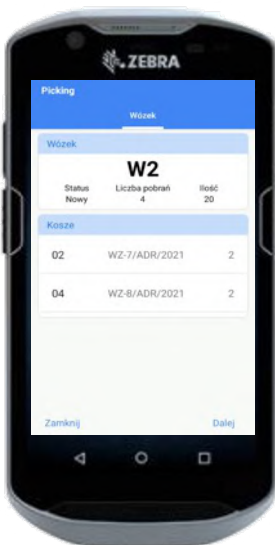 ZEBRA
Picking
Wózek
Wózek
W2
Status Liczba pobrań Ilość
Nowy 4 20
Kosze
02 WZ-7/ADR/2021 2
04 WZ-8/ADR/2021 2
Zamknij Dalej